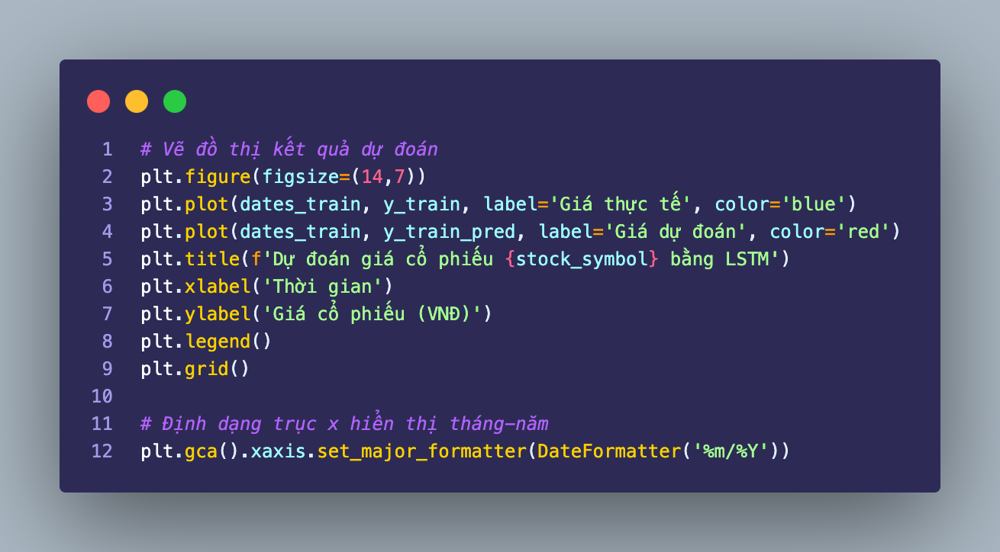 1 # Vẽ đồ thị kết quả dự đoán
2 plt.figure(figsize=(14,7))
3 plt.plot(dates_train, y_train, label='Giá thực tế', color='blue')
4 plt.plot(dates_train, y_train_pred, label='Giá dự đoán', color='red')
5 plt.title(f'Dự đoán giá cổ phiếu {stock_symbol} bằng LSTM')
6 plt.xlabel('Thời gian')
7 plt.ylabel('Giá cổ phiếu (VNĐ)')
8 plt.legend()
9 plt.grid()
10
11 # Định dạng trục x hiển thị tháng-năm
12 plt.gca().xaxis.set_major_formatter(DateFormatter('%m/%Y'))